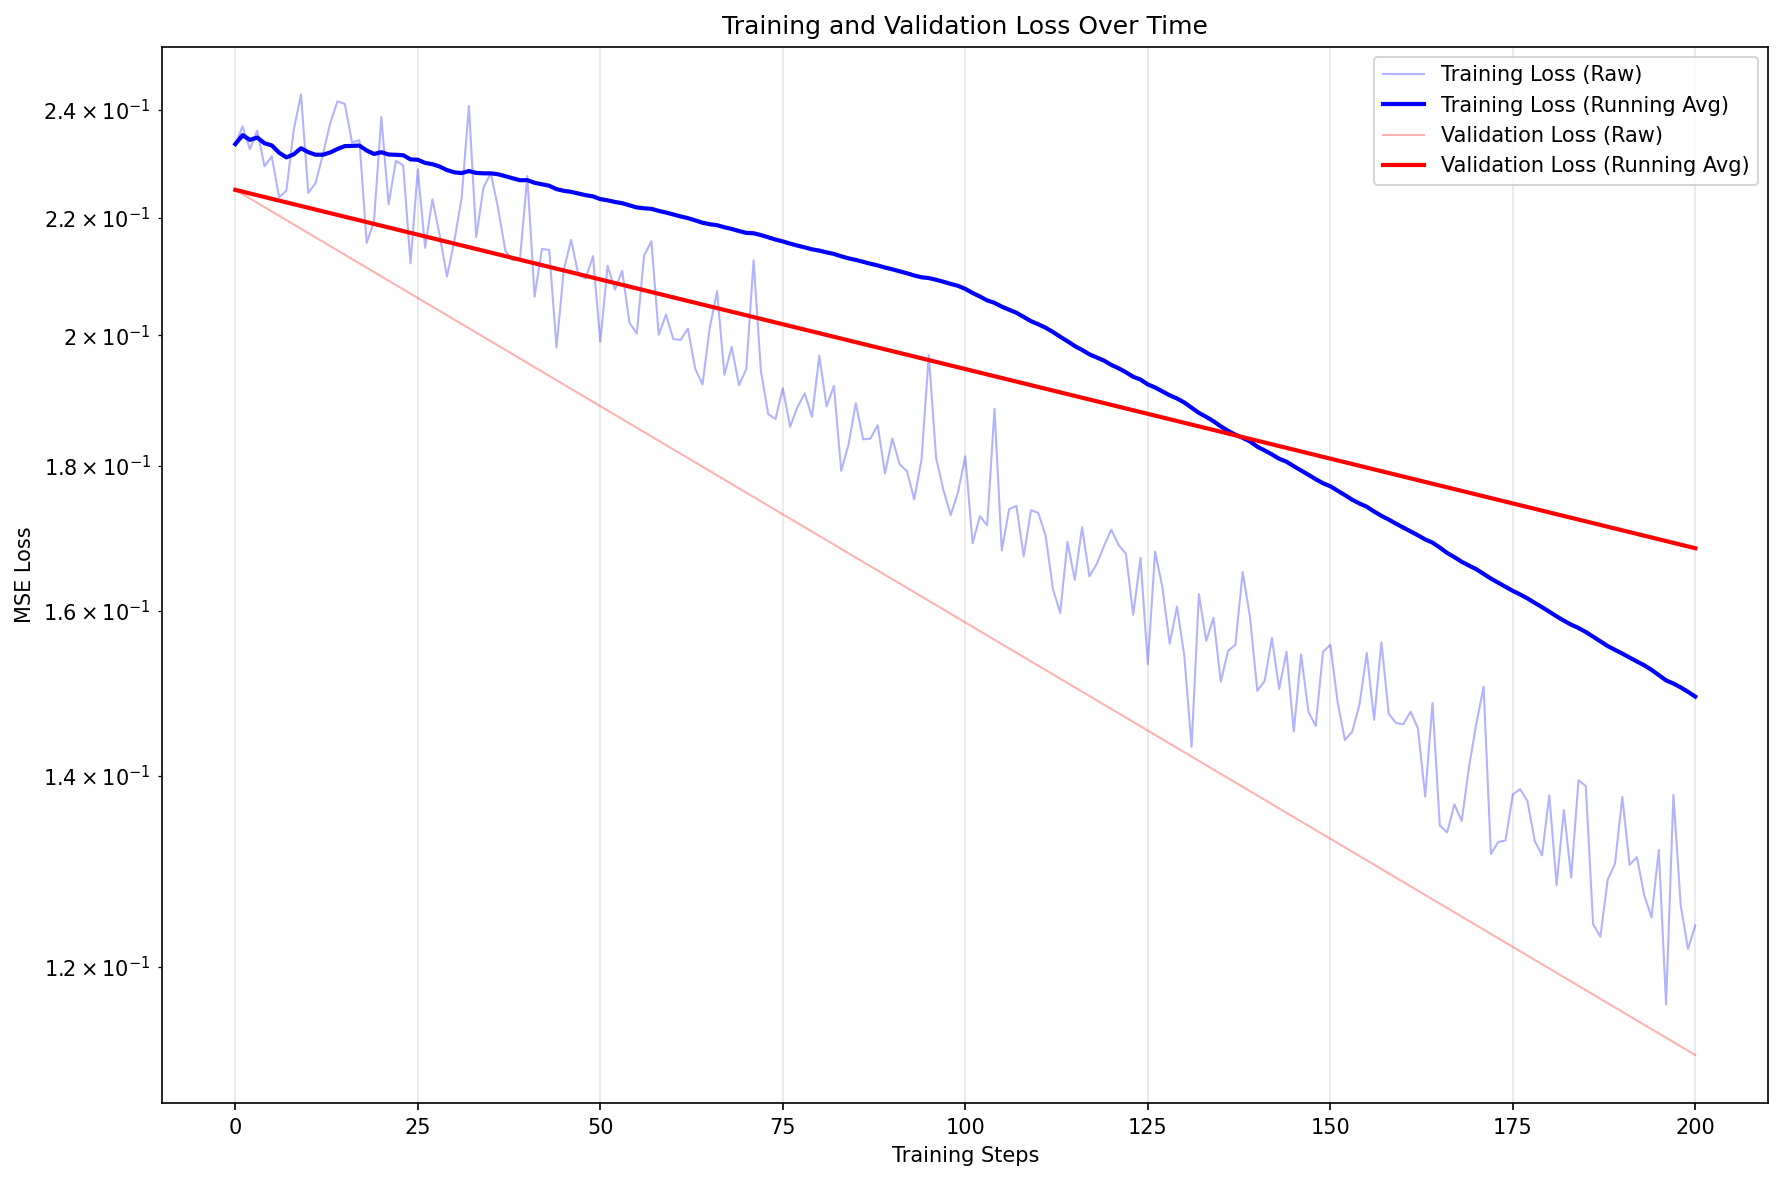 Training and Validation Loss Over Time
Training Loss (Raw)
Training Loss (Running Avg)
Validation Loss (Raw)
Validation Loss (Running Avg)
MSE Loss
2.4 × 10⁻¹
2.2 × 10⁻¹
2 × 10⁻¹
1.8 × 10⁻¹
1.6 × 10⁻¹
1.4 × 10⁻¹
1.2 × 10⁻¹
0 25 50 75 100 125 150 175 200
Training Steps